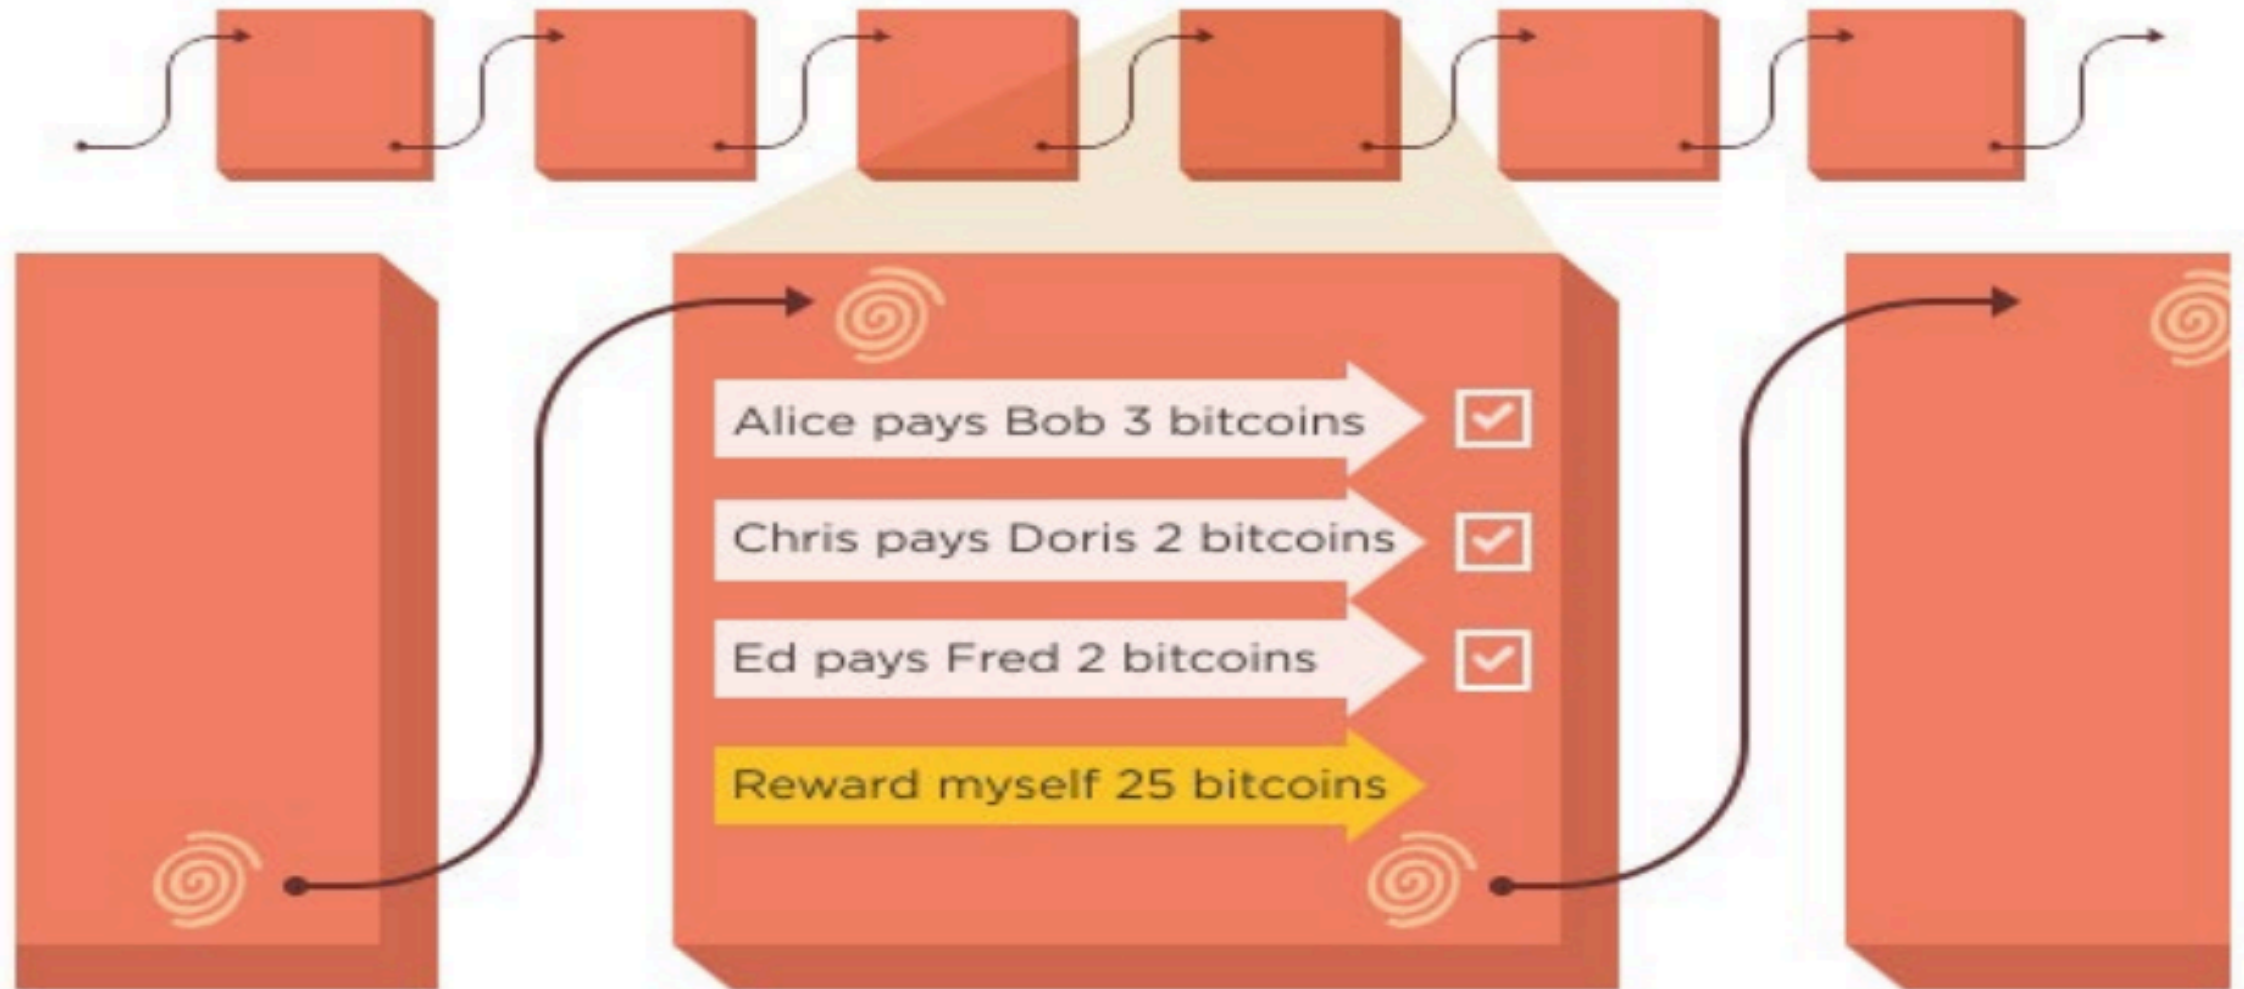 Alice pays Bob 3 bitcoins
Chris pays Doris 2 bitcoins
Ed pays Fred 2 bitcoins
Reward myself 25 bitcoins